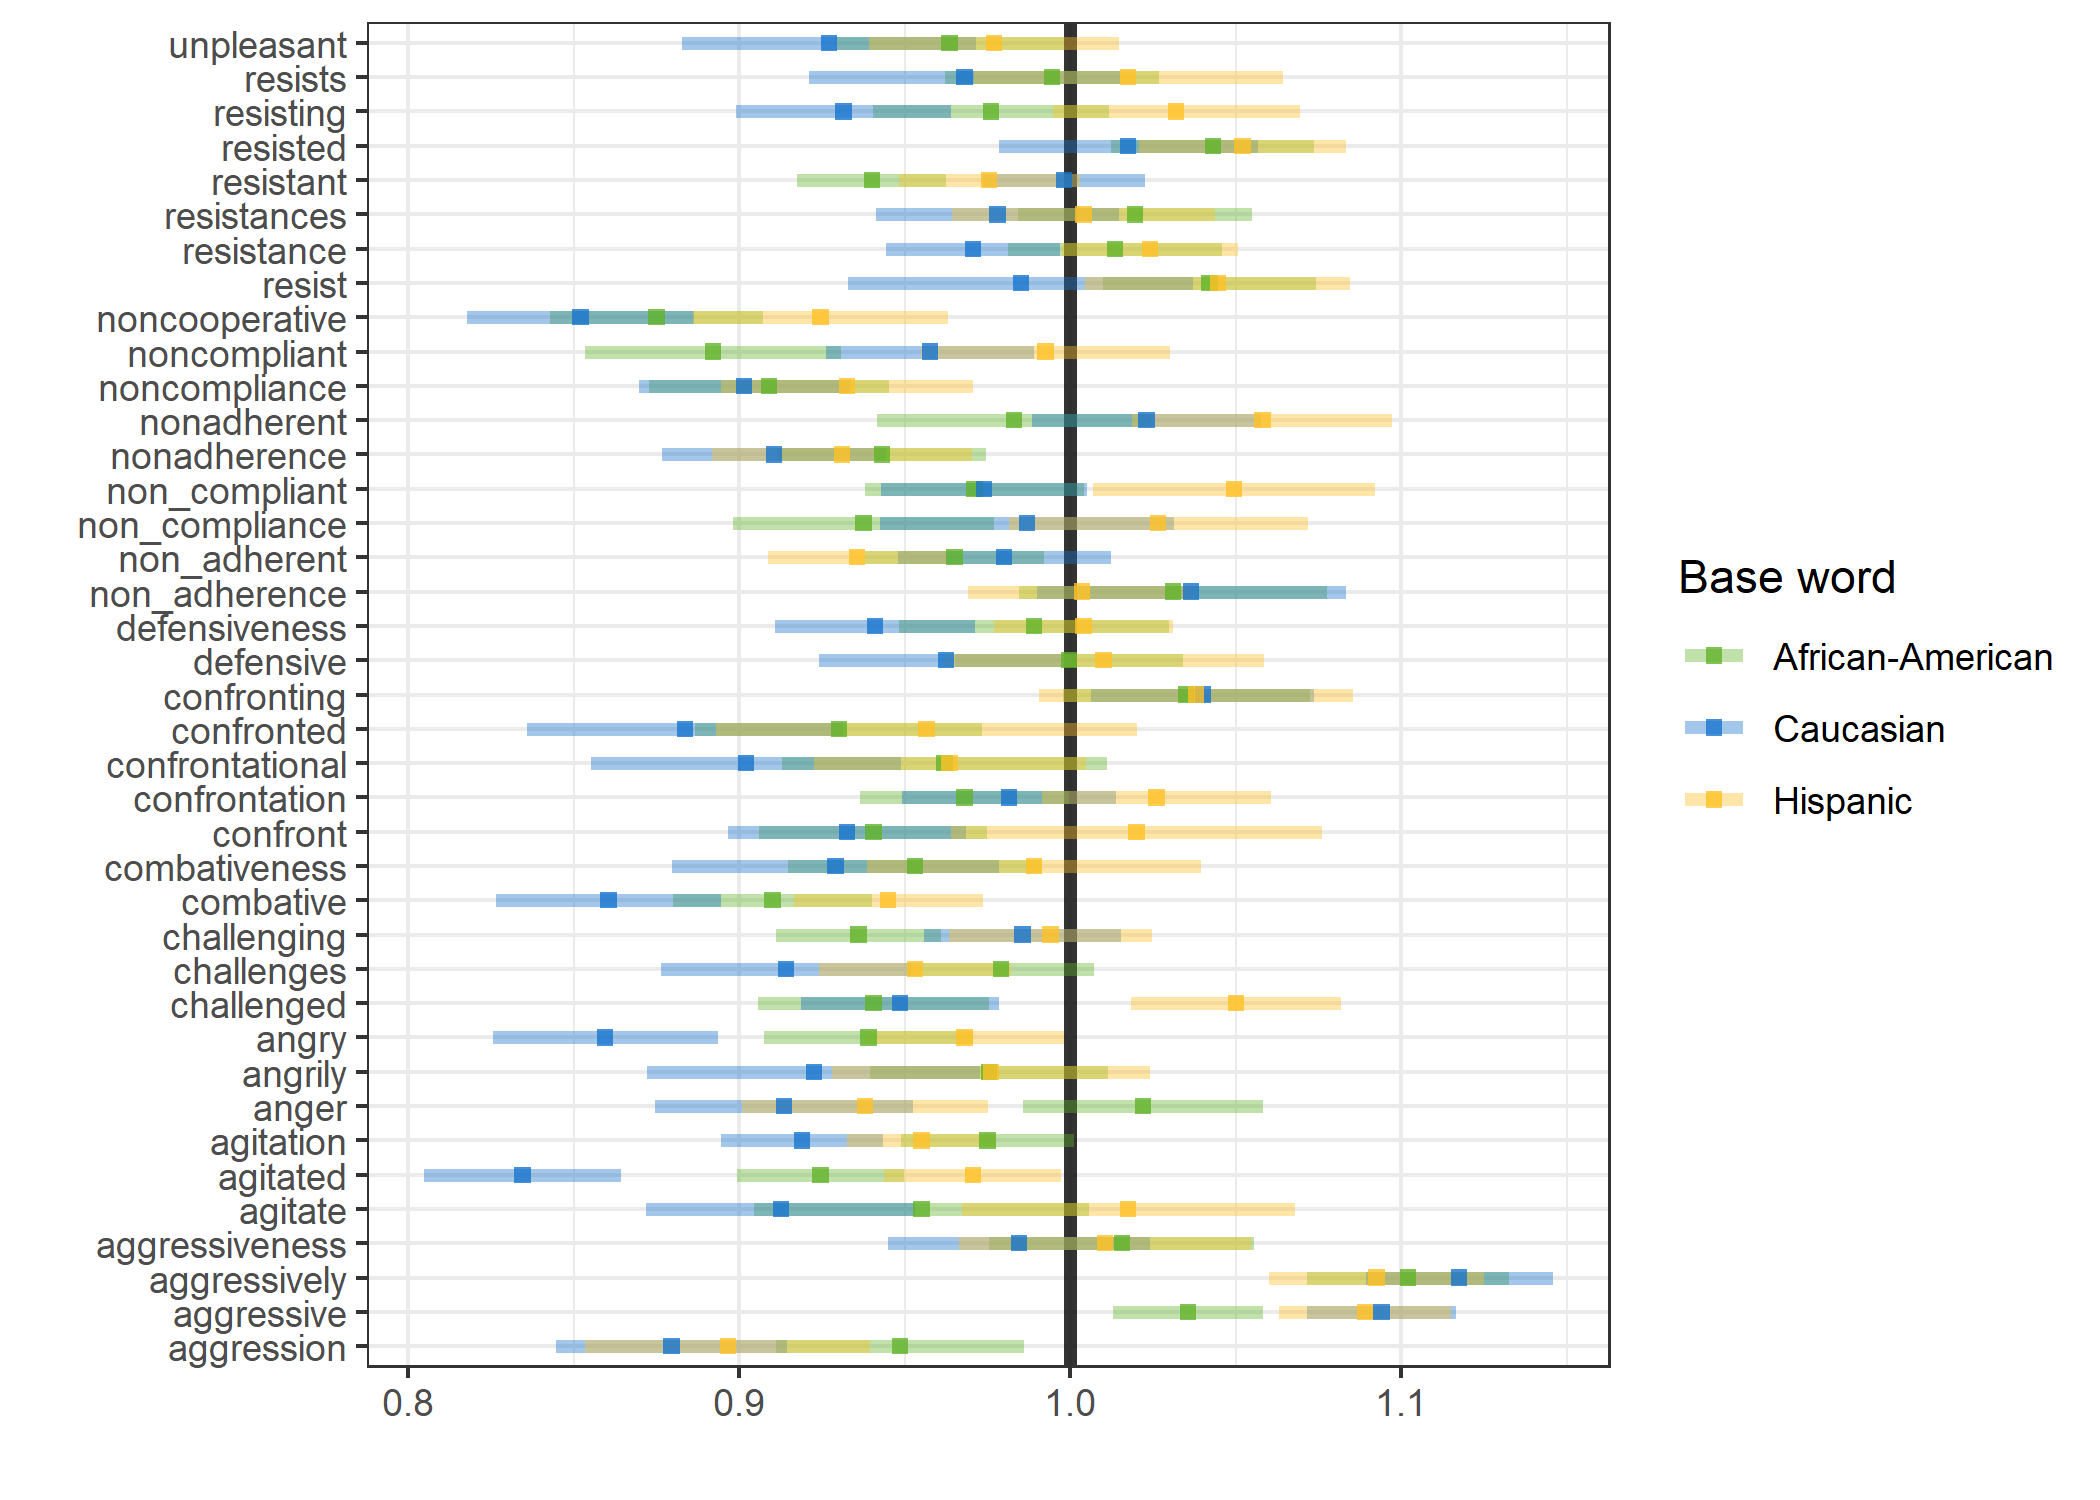 unpleasant
resists
resisting
resisted
resistant
resistances
resistance
resist
noncooperative
noncompliant
noncompliance
nonadherent
nonadherence
non_compliant
non_compliance
non_adherent
non_adherence
defensiveness
defensive
confronting
confronted
confrontational
confrontation
confront
combativeness
combative
challenging
challenges
challenged
angry
angrily
anger
agitation
agitated
agitate
aggressiveness
aggressively
aggressive
aggression
0.8 0.9 1.0 1.1
Base word
African-American
Caucasian
Hispanic